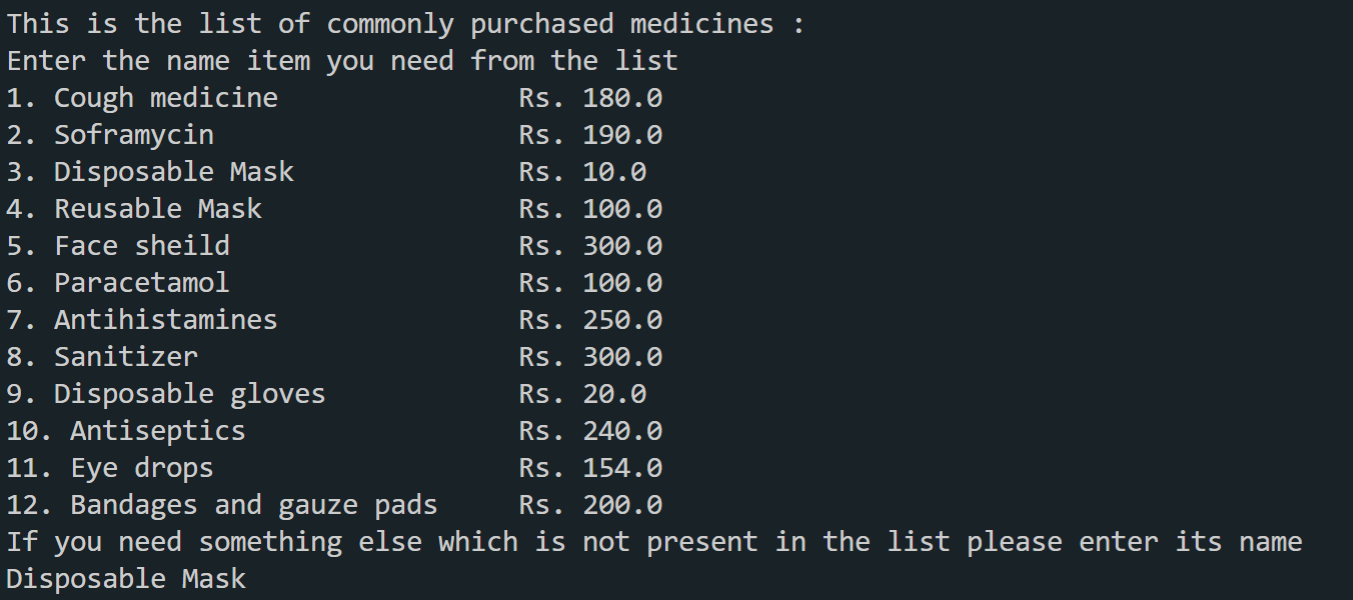 This is the list of commonly purchased medicines :
Enter the name item you need from the list
1. Cough medicine Rs. 180.0
2. Soframycin Rs. 190.0
3. Disposable Mask Rs. 10.0
4. Reusable Mask Rs. 100.0
5. Face sheild Rs. 300.0
6. Paracetamol Rs. 100.0
7. Antihistamines Rs. 250.0
8. Sanitizer Rs. 300.0
9. Disposable gloves Rs. 20.0
10. Antiseptics Rs. 240.0
11. Eye drops Rs. 154.0
12. Bandages and gauze pads Rs. 200.0
If you need something else which is not present in the list please enter its name
Disposable Mask